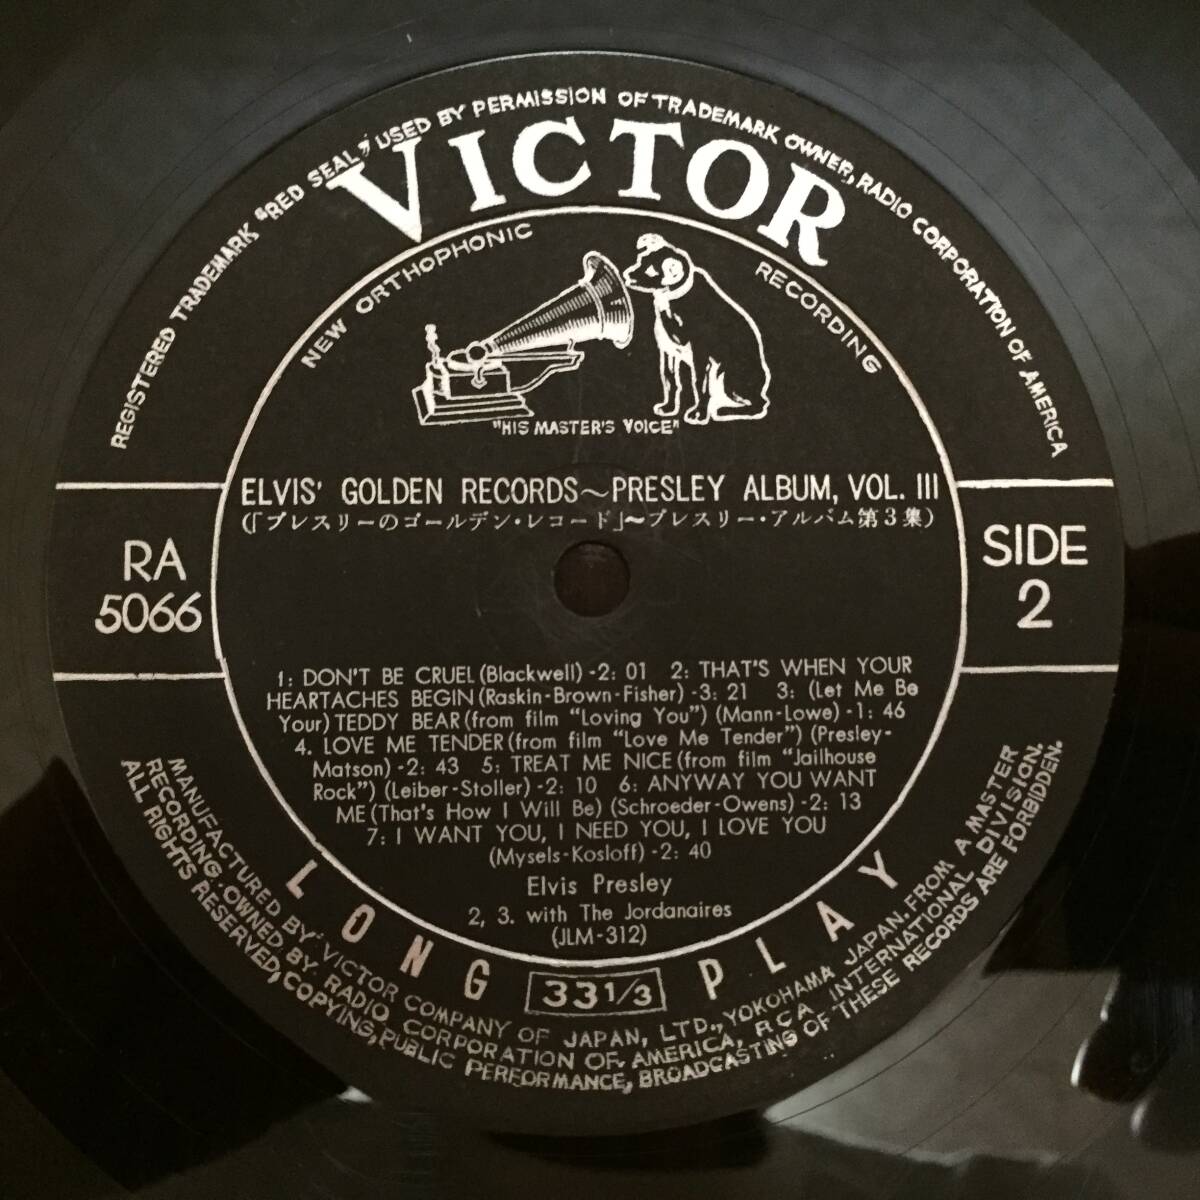 REGISTERED TRADEMARK "RED SEAL" USED BY PERMISSION OF TRADEMARK OWNER, RADIO CORPORATION OF AMERICA
VICTOR
NEW ORTHOPHONIC RECORDING
"HIS MASTER'S VOICE"
ELVIS' GOLDEN RECORDS~PRESLEY ALBUM, VOL. III
(「プレスリーのゴールデン・レコード」~プレスリー・アルバム第3集)
RA
5066
SIDE
2
1: DON'T BE CRUEL (Blackwell) -2: 01 2: THAT'S WHEN YOUR
HEARTACHES BEGIN (Raskin-Brown-Fisher) -3: 21 3: (Let Me Be
Your) TEDDY BEAR (from film "Loving You") (Mann-Lowe) -1: 46
4. LOVE ME TENDER (from film "Love Me Tender") (Presley-
Matson) -2: 43 5: TREAT ME NICE (from film "Jailhouse
Rock") (Leiber-Stoller) -2: 10 6: ANYWAY YOU WANT
ME (That's How I Will Be) (Schroeder-Owens) -2: 13
7: I WANT YOU, I NEED YOU, I LOVE YOU
(Mysels-Kosloff) -2: 40
Elvis Presley
2, 3. with The Jordanaires
(JLM-312)
LONG 33 1/3 PLAY
MANUFACTURED BY VICTOR COMPANY OF JAPAN, LTD., YOKOHAMA JAPAN. FROM A MASTER
RECORDING OWNED BY RADIO CORPORATION OF AMERICA, RCA INTERNATIONAL DIVISION.
ALL RIGHTS RESERVED, COPYING, PUBLIC PERFORMANCE, BROADCASTING OF THESE RECORDS ARE FORBIDDEN.